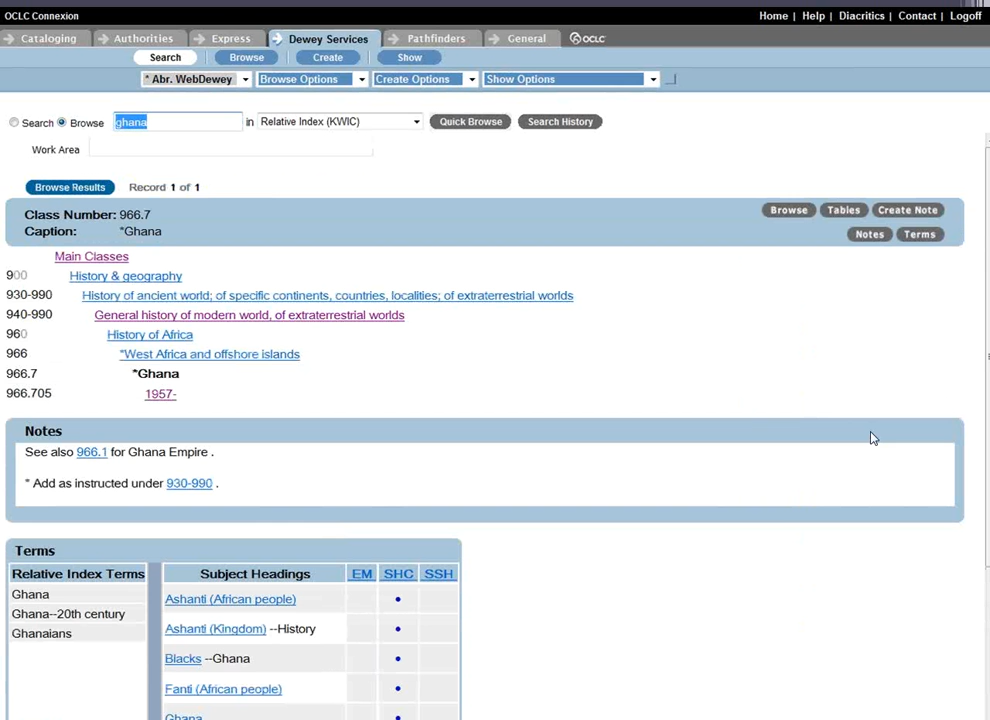 OCLC Connexion
Home | Help | Diacritics | Contact | Logoff
Cataloging Authorities Express Dewey Services Pathfinders General OCLC
Search Browse Create Show
* Abr. WebDewey Browse Options Create Options Show Options
Search Browse ghana in Relative Index (KWIC) Quick Browse Search History
Work Area
Browse Results Record 1 of 1
Class Number: 966.7 Browse Tables Create Note
Caption: *Ghana Notes Terms
Main Classes
900 History & geography
930-990 History of ancient world; of specific continents, countries, localities; of extraterrestrial worlds
940-990 General history of modern world, of extraterrestrial worlds
960 History of Africa
966 *West Africa and offshore islands
966.7 *Ghana
966.705 1957-
Notes
See also 966.1 for Ghana Empire .
* Add as instructed under 930-990 .
Terms
Relative Index Terms Subject Headings EM SHC SSH
Ghana Ashanti (African people) •
Ghana--20th century Ashanti (Kingdom) --History •
Ghanaians Blacks --Ghana •
Fanti (African people) •
Ghana •